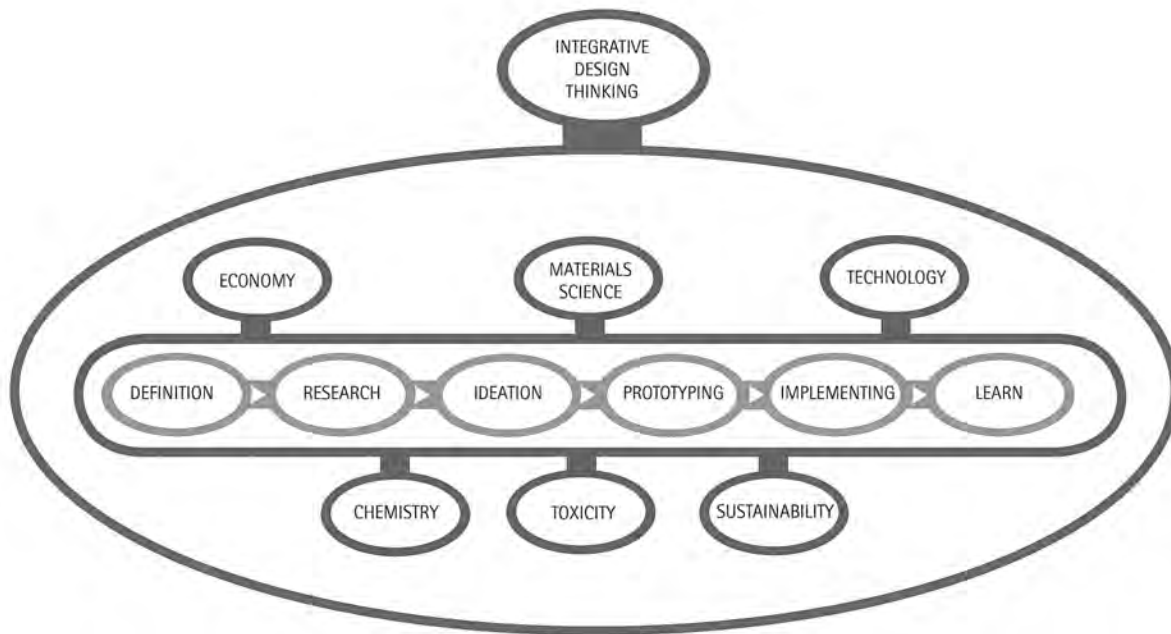 INTEGRATIVE
DESIGN
THINKING
ECONOMY
MATERIALS
SCIENCE
TECHNOLOGY
DEFINITION
RESEARCH
IDEATION
PROTOTYPING
IMPLEMENTING
LEARN
CHEMISTRY
TOXICITY
SUSTAINABILITY